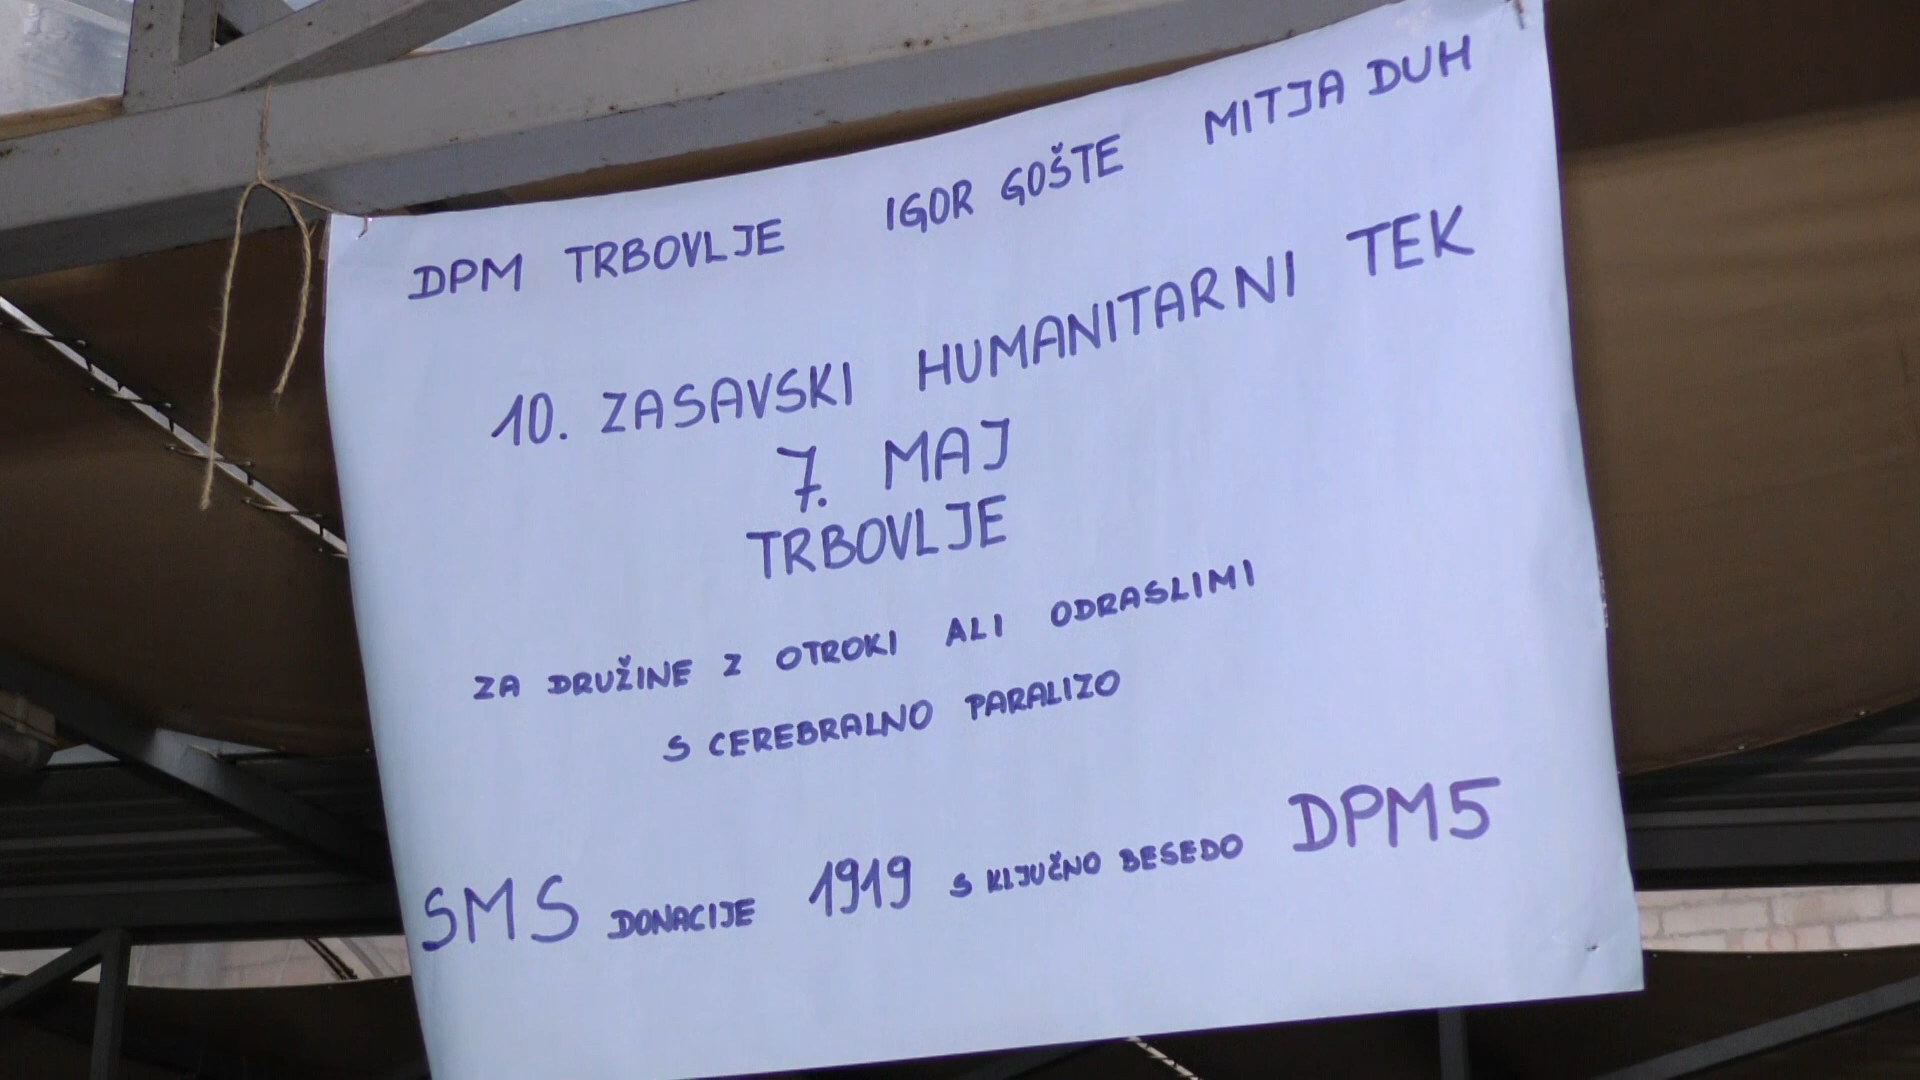 DPM TRBOVLJE IGOR GOŠTE MITJA DUH
10. ZASAVSKI HUMANITARNI TEK
7. MAJ
TRBOVLJE
ZA DRUŽINE Z OTROKI ALI ODRASLIMI
S CEREBRALNO PARALIZO
SMS DONACIJE 1919 S KLJUČNO BESEDO DPM5